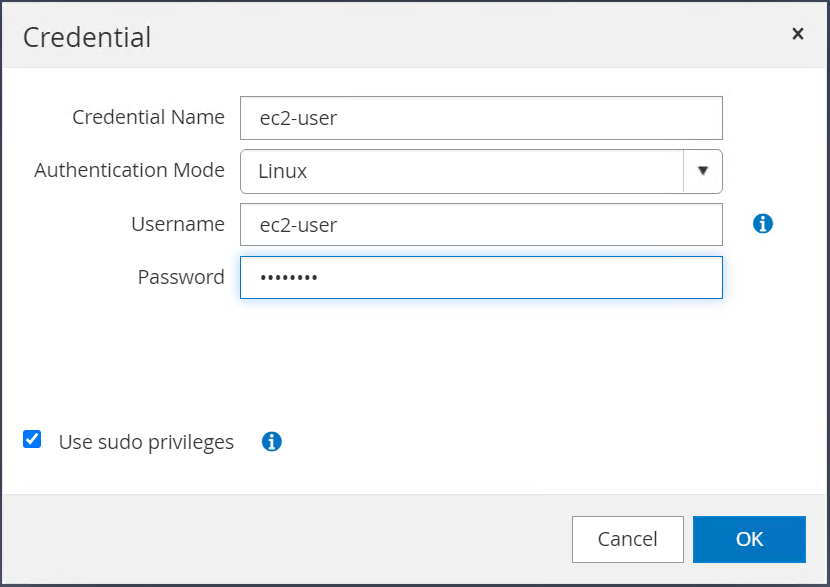 Credential
Credential Name ec2-user
Authentication Mode Linux
Username ec2-user
Password ••••••••
Use sudo privileges
Cancel OK